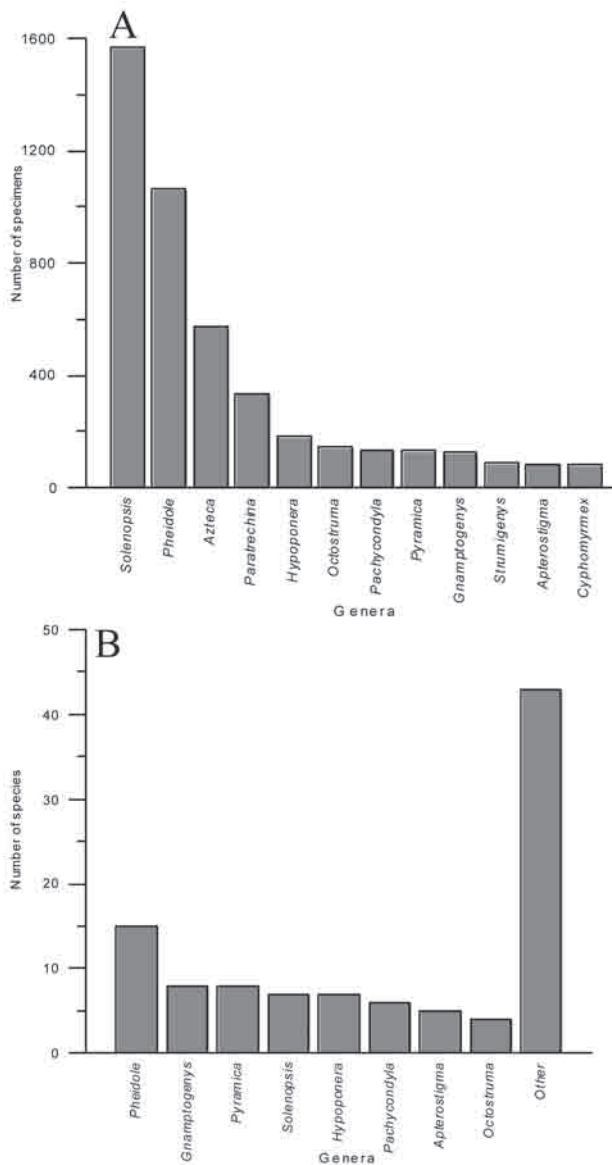 A
1600
1200
800
400
0
Number of specimens
Solenopsis
Pheidole
Azteca
Paratrechina
Hypoponera
Octostruma
Pachycondyla
Pyramica
Gnamptogenys
Strumigenys
Apterostigma
Cyphomyrmex
Genera
B
50
40
30
20
10
0
Number of species
Pheidole
Gnamptogenys
Pyramica
Solenopsis
Hypoponera
Pachycondyla
Apterostigma
Octostruma
Other
Genera